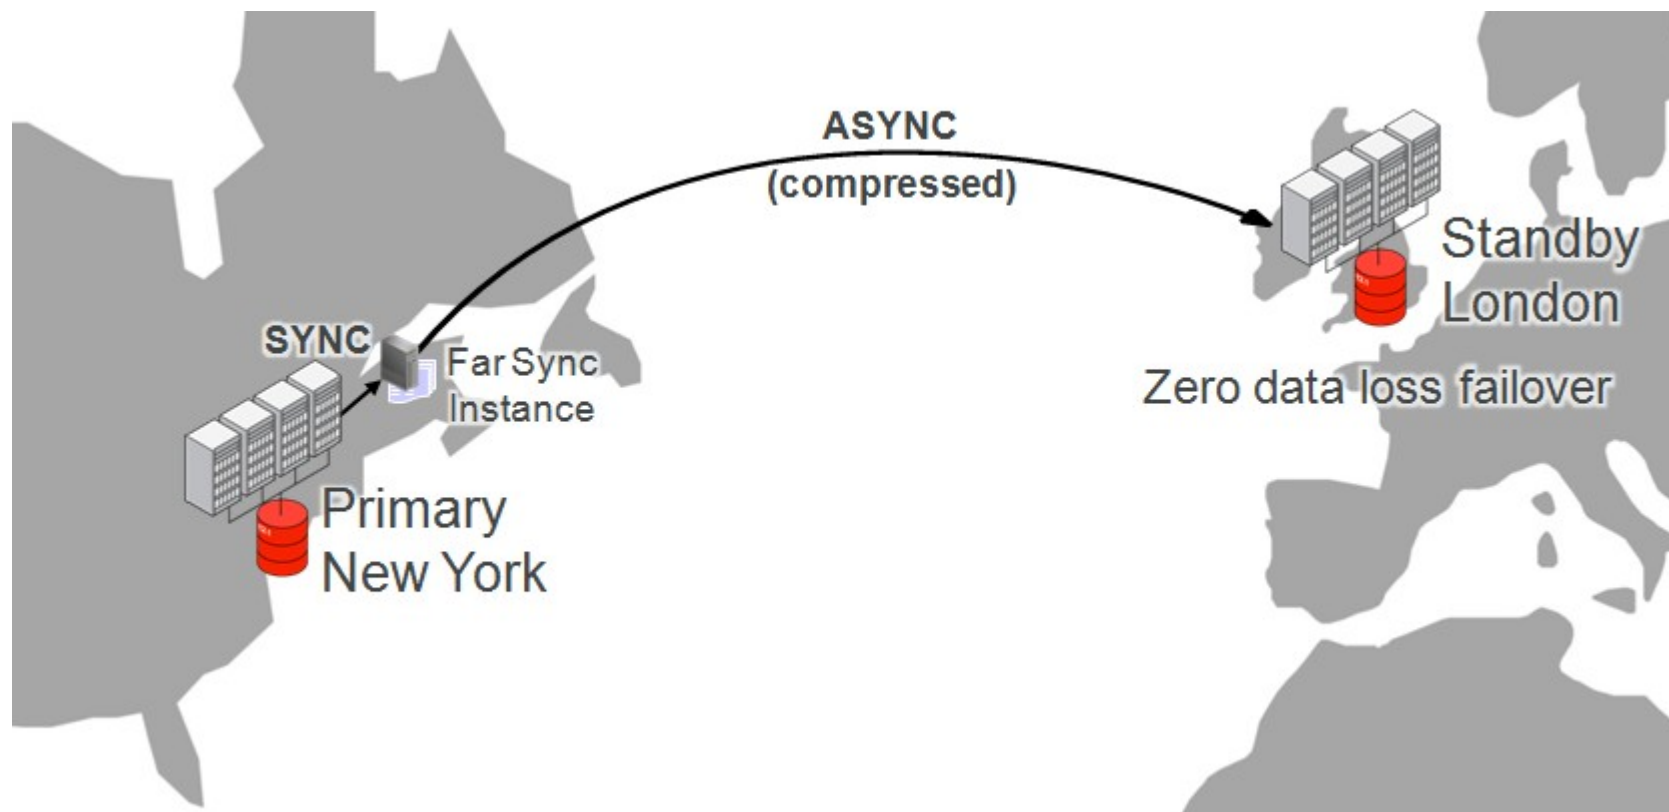 ASYNC
(compressed)
Standby
London
SYNC
Far Sync
Instance
Zero data loss failover
Primary
New York